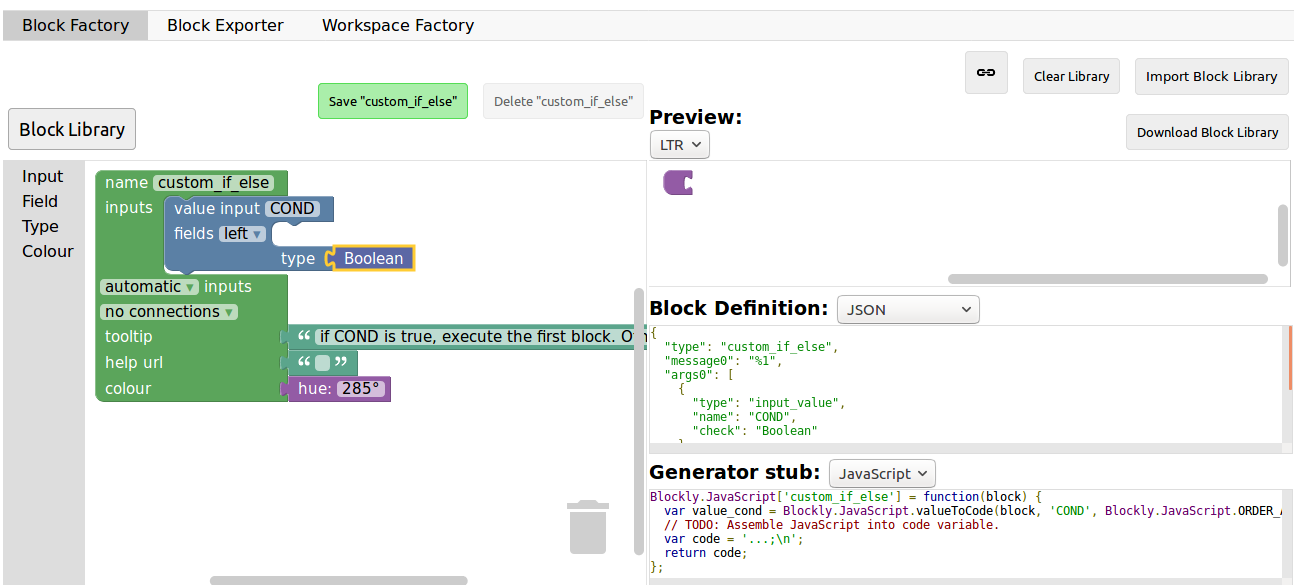 Block Factory Block Exporter Workspace Factory
Clear Library Import Block Library
Save "custom_if_else" Delete "custom_if_else"
Block Library
Preview:
Download Block Library
LTR
Input
Field
Type
Colour
name custom_if_else
inputs value input COND
fields left
type Boolean
automatic inputs
no connections
tooltip “ if COND is true, execute the first block. Ot
help url “ ”
colour hue: 285°
Block Definition: JSON
{
"type": "custom_if_else",
"message0": "%1",
"args0": [
{
"type": "input_value",
"name": "COND",
"check": "Boolean"
}
Generator stub: JavaScript
Blockly.JavaScript['custom_if_else'] = function(block) {
var value_cond = Blockly.JavaScript.valueToCode(block, 'COND', Blockly.JavaScript.ORDER_A
// TODO: Assemble JavaScript into code variable.
var code = '...;\n';
return code;
};